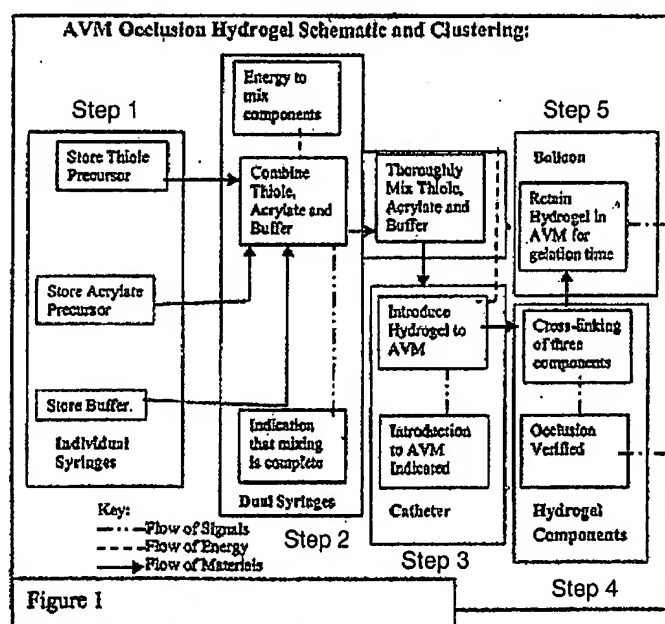 AVM Occlusion Hydrogel Schematic and Clustering:
Step 1
Store Thiole
Precursor
Store Acrylate
Precursor
Store Buffer.
Individual
Syringes
Energy to
mix
components
Combine
Thiole,
Acrylate and
Buffer
Indication
that mixing
is complete
Dual Syringes
Step 2
Thoroughly
Mix Thiole,
Acrylate and
Buffer
Introduce
Hydrogel to
AVM
Introduction
to AVM
Indicated
Catheter
Step 3
Step 5
Balloon
Retain
Hydrogel in
AVM for
gelation time
Cross-linking
of three
components
Occlusion
Verified
Hydrogel
Components
Step 4
Key:
Flow of Signals
Flow of Energy
Flow of Materials
Figure 1